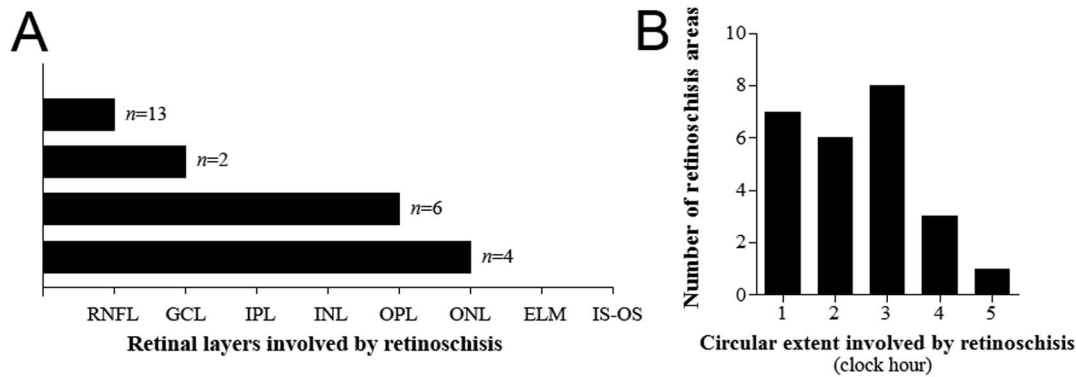 A
n=13
n=2
n=6
n=4
RNFL GCL IPL INL OPL ONL ELM IS-OS
Retinal layers involved by retinoschisis
B
Number of retinoschisis areas
10
8
6
4
2
0
1 2 3 4 5
Circular extent involved by retinoschisis
(clock hour)